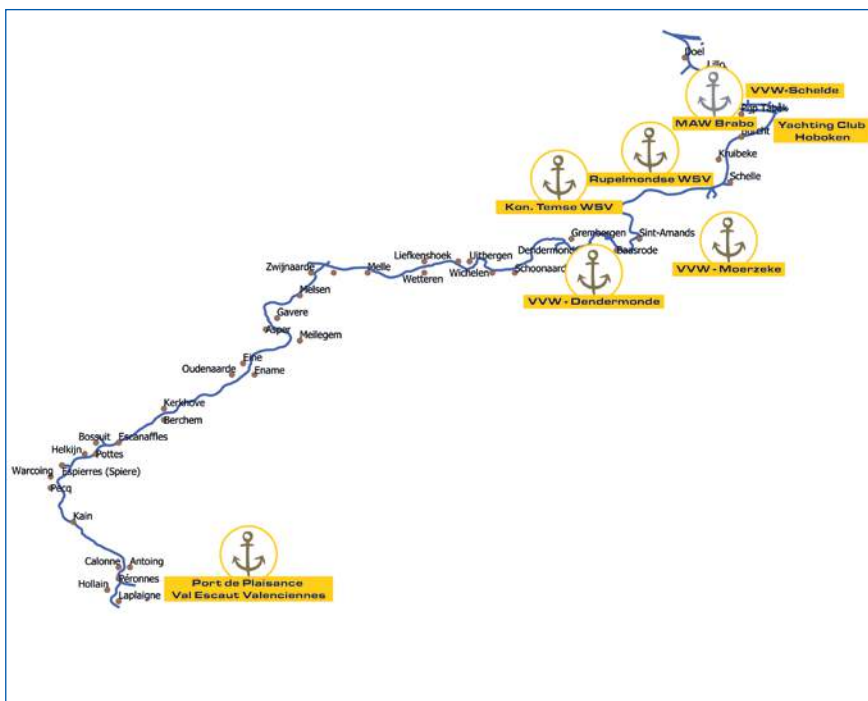 Doel
Lillo
VVW-Schelde
MAW Brabo
Pijp Tabak
Yachting Club
Hoboken
Burcht
Kruibeke
Rupelmondse WSV
Schelle
Kon. Temse WSV
Grembergen
Sint-Amands
Dendermonde
Baasrode
Liefkenshoek
Uitbergen
VVW - Moerzeke
Zwijnaarde
Melle
Wetteren
Wichelen
Schoonaarde
VVW - Dendermonde
Melsen
Gavere
Asper
Meilegem
Eine
Oudenaarde
Ename
Kerkhove
Berchem
Bossuit
Escanaffles
Helkijn
Pottes
Warcoing
Espierres (Spiere)
Pecq
Kain
Calonne
Antoing
Péronnes
Hollain
Port de Plaisance
Val Escaut Valenciennes
Laplaigne